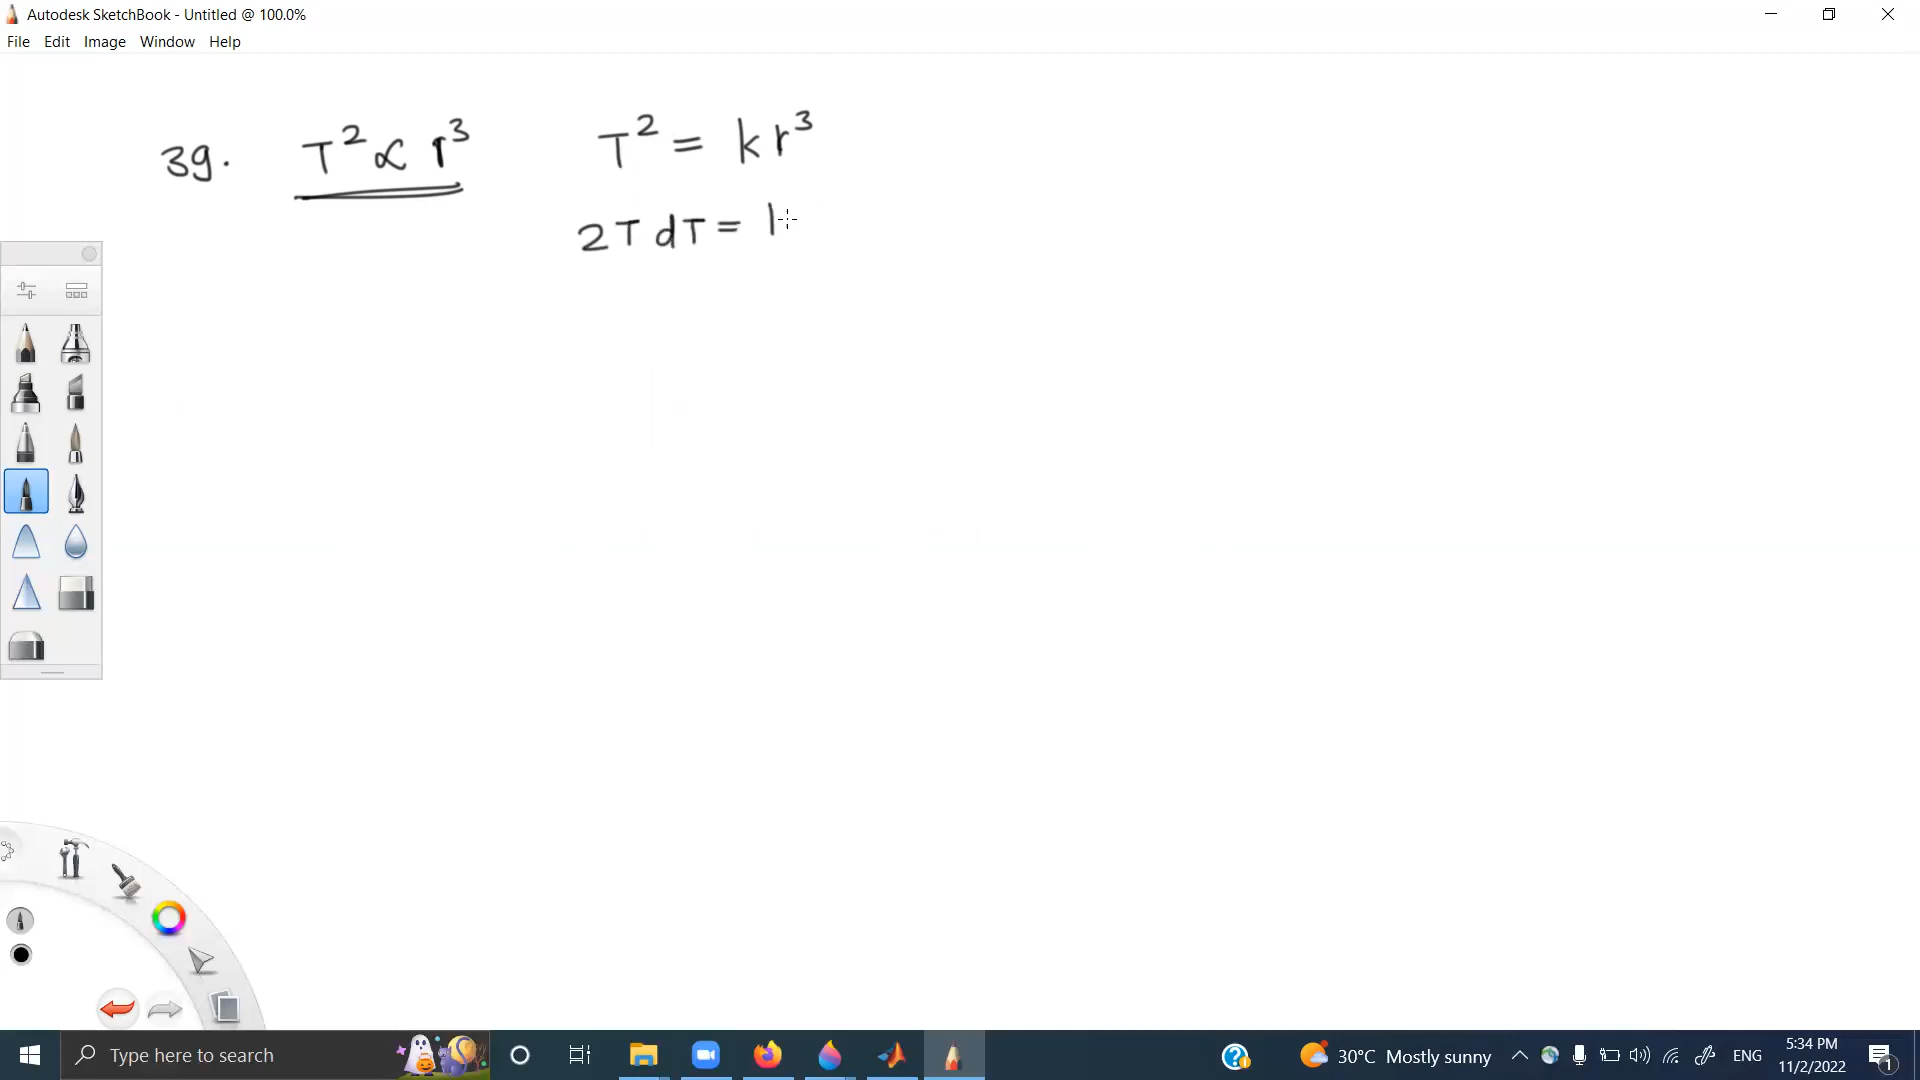 Autodesk SketchBook - Untitled @ 100.0%
File Edit Image Window Help
39. T² ∝ r³ T² = kr³
2T dT =
Type here to search
30°C Mostly sunny
ENG
5:34 PM
11/2/2022
1